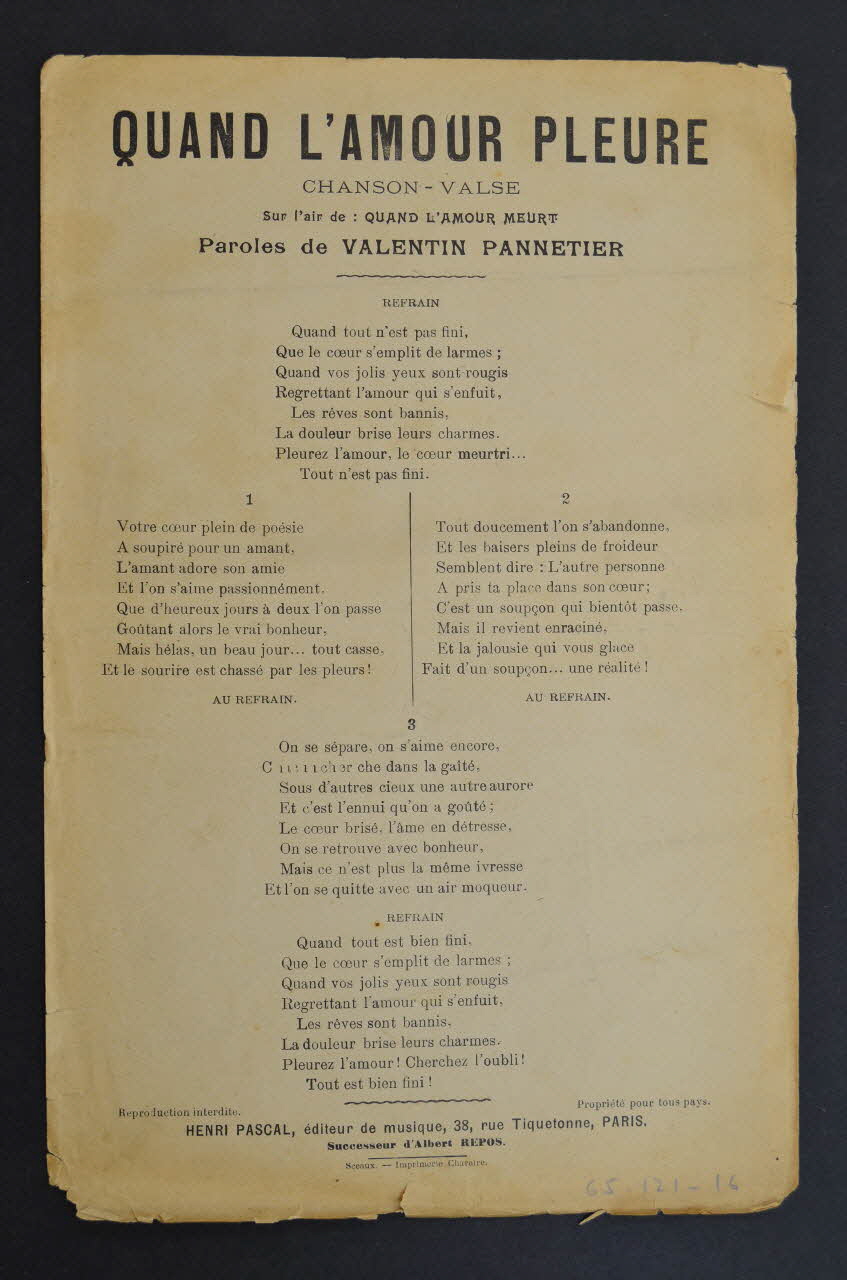 QUAND L'AMOUR PLEURE
CHANSON - VALSE
Sur l'air de : QUAND L'AMOUR MEURT
Paroles de VALENTIN PANNETIER
REFRAIN
Quand tout n'est pas fini,
Que le cœur s'emplit de larmes ;
Quand vos jolis yeux sont rougis
Regrettant l'amour qui s'enfuit,
Les rêves sont bannis,
La douleur brise leurs charmes.
Pleurez l'amour, le cœur meurtri...
Tout n'est pas fini.
1
Votre cœur plein de poésie
A soupiré pour un amant,
L'amant adore son amie
Et l'on s'aime passionnément.
Que d'heureux jours à deux l'on passe
Goûtant alors le vrai bonheur,
Mais hélas, un beau jour... tout casse,
Et le sourire est chassé par les pleurs !
AU REFRAIN.
2
Tout doucement l'on s'abandonne,
Et les baisers pleins de froideur
Semblent dire : L'autre personne
A pris ta place dans son cœur ;
C'est un soupçon qui bientôt passe,
Mais il revient enraciné,
Et la jalousie qui vous glace
Fait d'un soupçon... une réalité !
AU REFRAIN.
3
On se sépare, on s'aime encore,
che dans la gaîté,
Sous d'autres cieux une autre aurore
Et c'est l'ennui qu'on a goûté ;
Le cœur brisé, l'âme en détresse,
On se retrouve avec bonheur,
Mais ce n'est plus la même ivresse
Et l'on se quitte avec un air moqueur.
REFRAIN
Quand tout est bien fini,
Que le cœur s'emplit de larmes ;
Quand vos jolis yeux sont rougis
Regrettant l'amour qui s'enfuit,
Les rêves sont bannis,
La douleur brise leurs charmes.
Pleurez l'amour ! Cherchez l'oubli !
Tout est bien fini !
Reproduction interdite.
Propriété pour tous pays.
HENRI PASCAL, éditeur de musique, 38, rue Tiquetonne, PARIS.
Successeur d'Albert REPOS.
Sceaux. — Imprimerie Charaire.
65.121-16